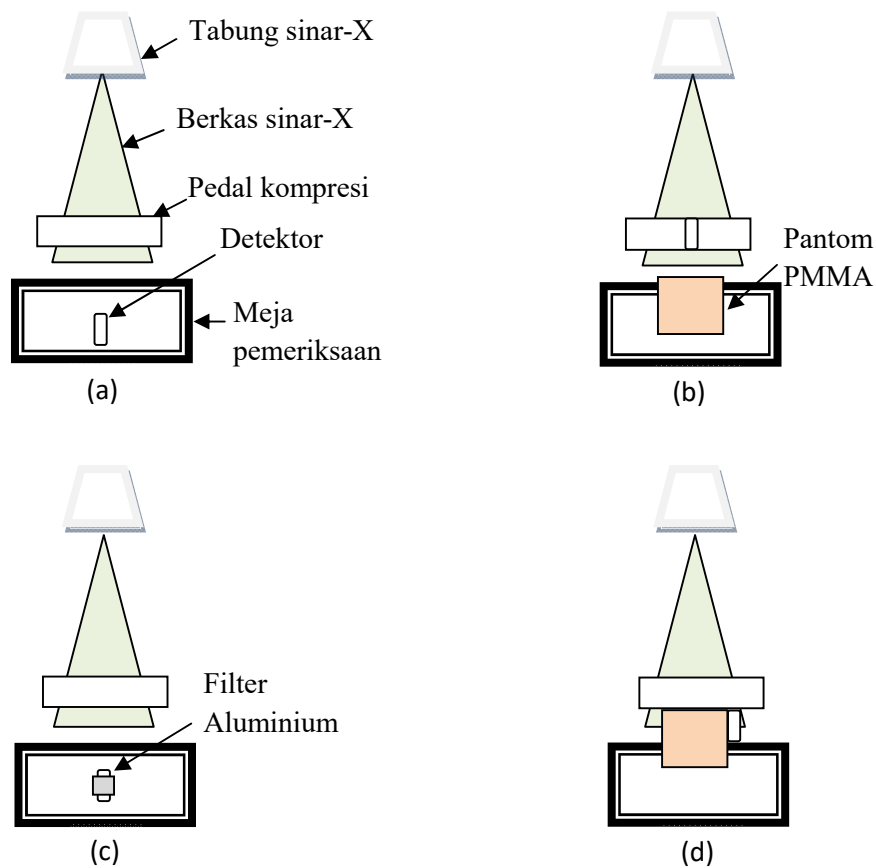 Tabung sinar-X
Berkas sinar-X
Pedal kompresi
Detektor
Meja
pemeriksaan
(a)
Pantom
PMMA
(b)
Filter
Aluminium
(c)
(d)